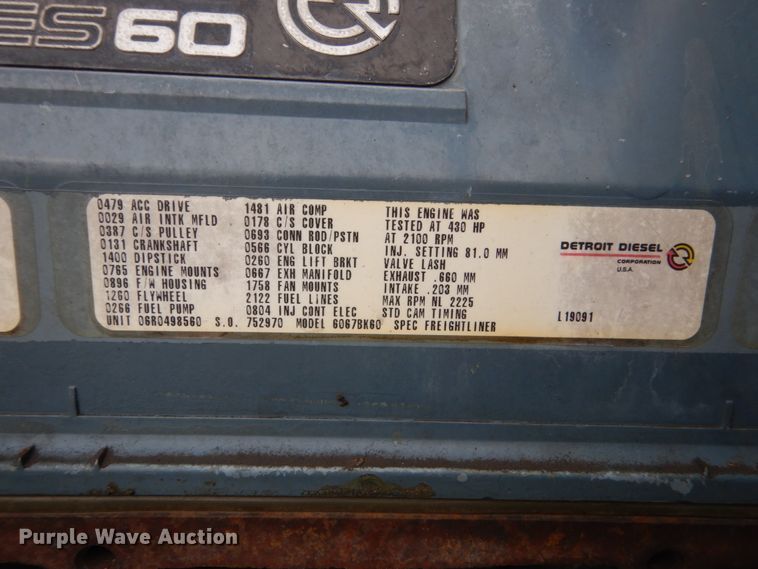 ES 60
0479 ACC DRIVE 1481 AIR COMP THIS ENGINE WAS
0029 AIR INTK MFLD 0178 C/S COVER TESTED AT 430 HP
0387 C/S PULLEY 0693 CONN ROD/PSTN AT 2100 RPM
0131 CRANKSHAFT 0566 CYL BLOCK INJ. SETTING 81.0 MM
1400 DIPSTICK 0260 ENG LIFT BRKT. VALVE LASH
0765 ENGINE MOUNTS 0667 EXH MANIFOLD EXHAUST .660 MM
0896 F/W HOUSING 1758 FAN MOUNTS INTAKE .203 MM
1260 FLYWHEEL 2122 FUEL LINES MAX RPM NL 2225
0266 FUEL PUMP 0804 INJ CONT ELEC STD CAM TIMING
UNIT 06R0498560 S.O. 752970 MODEL 6067BK60 SPEC FREIGHTLINER
DETROIT DIESEL
CORPORATION
U.S.A.
L19091
Purple Wave Auction